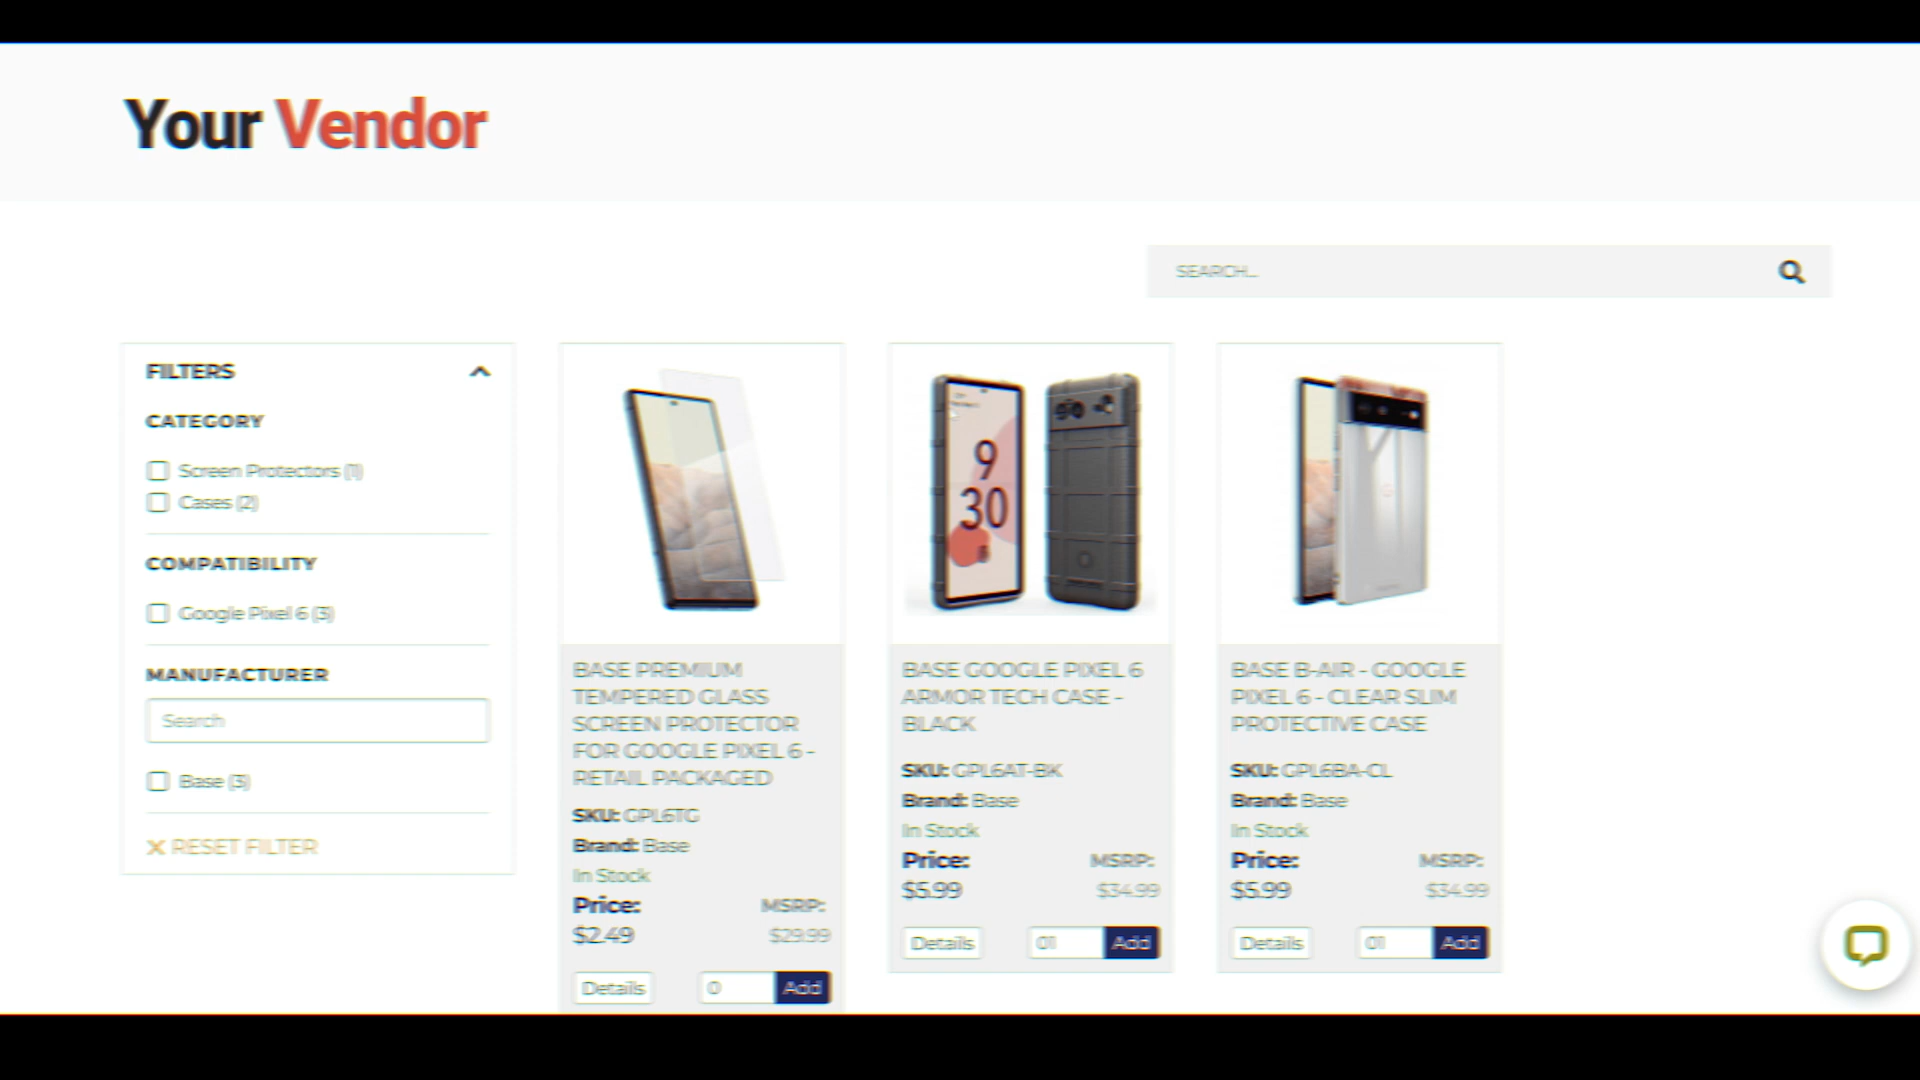 Your Vendor
SEARCH...
FILTERS
CATEGORY
Screen Protectors (1)
Cases (2)
COMPATIBILITY
Google Pixel 6 (3)
MANUFACTURER
Search
Base (3)
RESET FILTER
BASE PREMIUM
TEMPERED GLASS
SCREEN PROTECTOR
FOR GOOGLE PIXEL 6 -
RETAIL PACKAGED
SKU: GPL6TG
Brand: Base
In Stock
Price: MSRP:
$2.49 $29.99
Details 0 Add
9
30
BASE GOOGLE PIXEL 6
ARMOR TECH CASE -
BLACK
SKU: GPL6AT-BK
Brand: Base
In Stock
Price: MSRP:
$5.99 $34.99
Details 01 Add
BASE B-AIR - GOOGLE
PIXEL 6 - CLEAR SLIM
PROTECTIVE CASE
SKU: GPL6BA-CL
Brand: Base
In Stock
Price: MSRP:
$5.99 $34.99
Details 01 Add